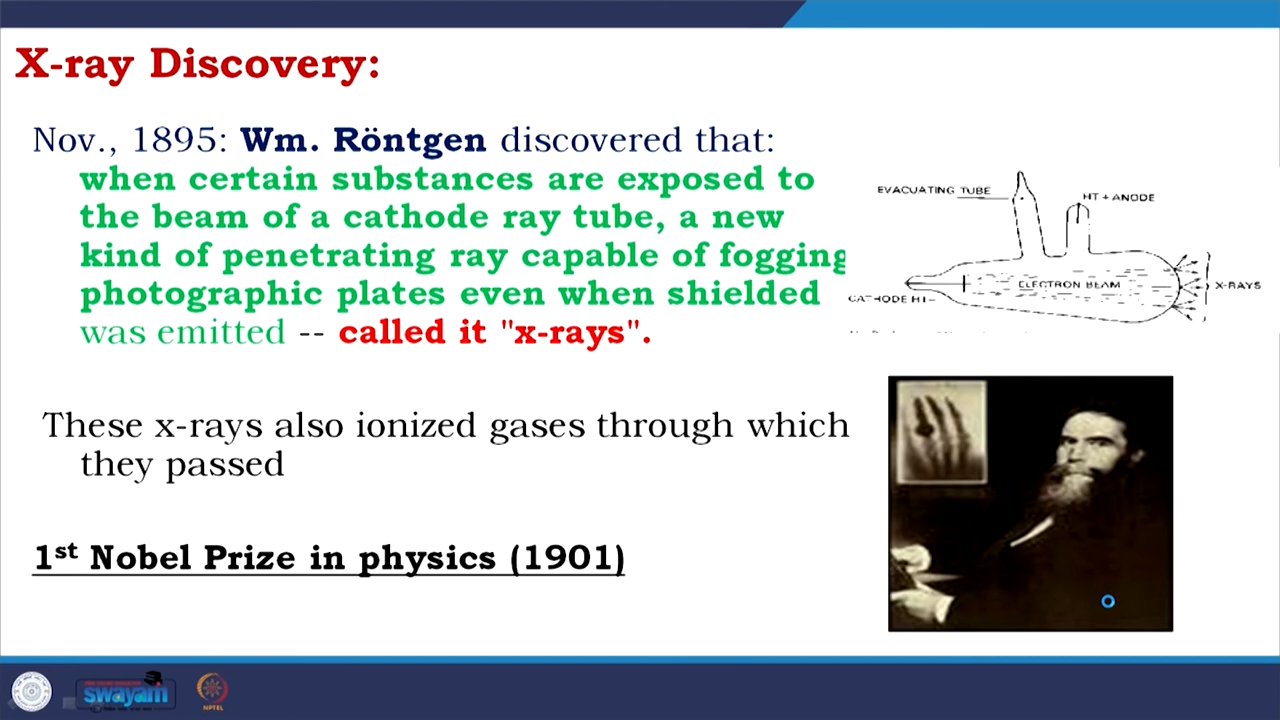 X-ray Discovery:
Nov., 1895: Wm. Röntgen discovered that:
when certain substances are exposed to
the beam of a cathode ray tube, a new
kind of penetrating ray capable of fogging
photographic plates even when shielded
was emitted -- called it "x-rays".
These x-rays also ionized gases through which
they passed
1st Nobel Prize in physics (1901)
EVACUATING TUBE
HT + ANODE
ELECTRON BEAM
X-RAYS
CATHODE HT-
swayam
NPTEL